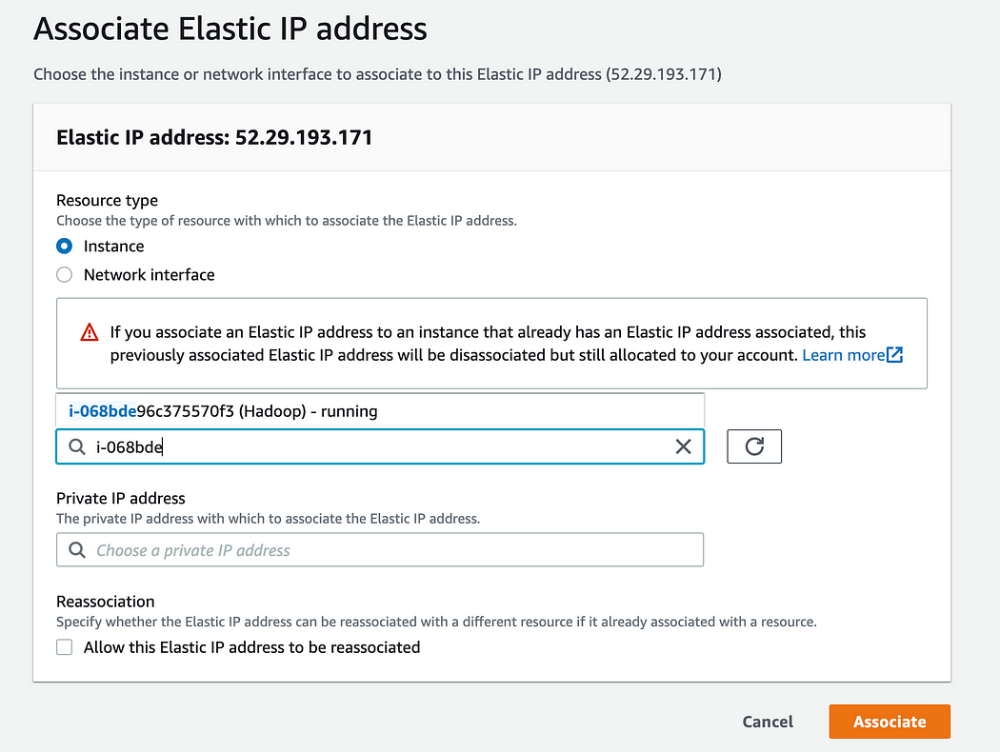 Associate Elastic IP address
Choose the instance or network interface to associate to this Elastic IP address (52.29.193.171)
Elastic IP address: 52.29.193.171
Resource type
Choose the type of resource with which to associate the Elastic IP address.
Instance
Network interface
If you associate an Elastic IP address to an instance that already has an Elastic IP address associated, this
previously associated Elastic IP address will be disassociated but still allocated to your account. Learn more
i-068bde96c375570f3 (Hadoop) - running
i-068bde
Private IP address
The private IP address with which to associate the Elastic IP address.
Choose a private IP address
Reassociation
Specify whether the Elastic IP address can be reassociated with a different resource if it already associated with a resource.
Allow this Elastic IP address to be reassociated
Cancel
Associate